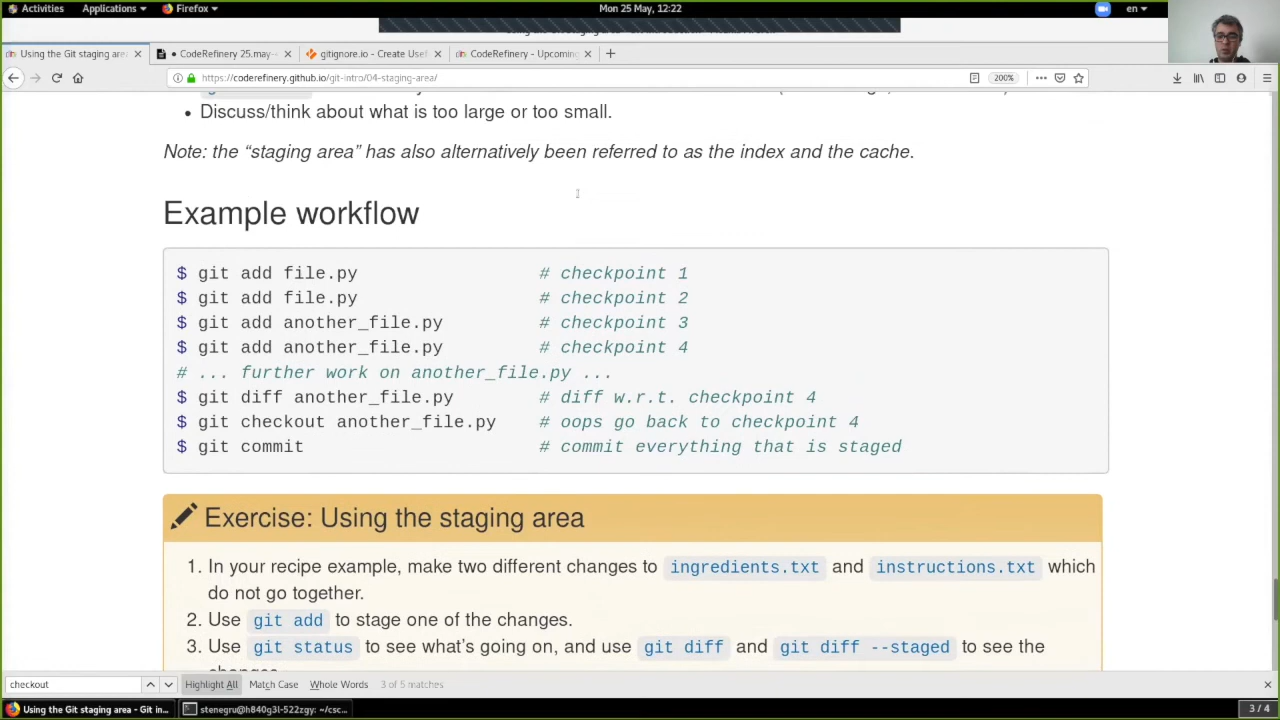 Activities Applications Firefox Mon 25 May, 12:22 en
Using the Git staging are CodeRefinery 25.may- gitignore.io - Create Usef CodeRefinery - Upcoming
https://coderefinery.github.io/git-intro/04-staging-area/ 200%
Discuss/think about what is too large or too small.
Note: the “staging area” has also alternatively been referred to as the index and the cache.
Example workflow
$ git add file.py # checkpoint 1
$ git add file.py # checkpoint 2
$ git add another_file.py # checkpoint 3
$ git add another_file.py # checkpoint 4
# ... further work on another_file.py ...
$ git diff another_file.py # diff w.r.t. checkpoint 4
$ git checkout another_file.py # oops go back to checkpoint 4
$ git commit # commit everything that is staged
Exercise: Using the staging area
1. In your recipe example, make two different changes to ingredients.txt and instructions.txt which
do not go together.
2. Use git add to stage one of the changes.
3. Use git status to see what’s going on, and use git diff and git diff --staged to see the
changes.
checkout Highlight All Match Case Whole Words 3 of 5 matches
Using the Git staging area - Git in... stenegru@h840g3l-522zgy: ~/csc... 3 / 4